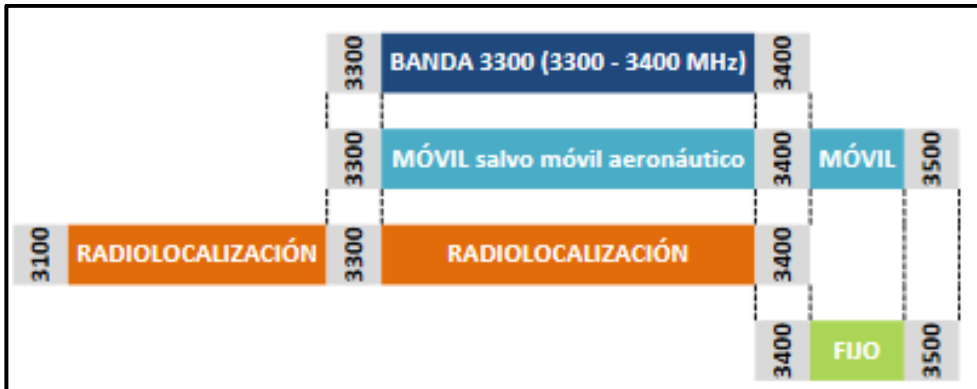 3300 BANDA 3300 (3300 - 3400 MHz) 3400
3300 MÓVIL salvo móvil aeronáutico 3400 MÓVIL 3500
3100 RADIOLOCALIZACIÓN 3300 RADIOLOCALIZACIÓN 3400
3400 FIJO 3500